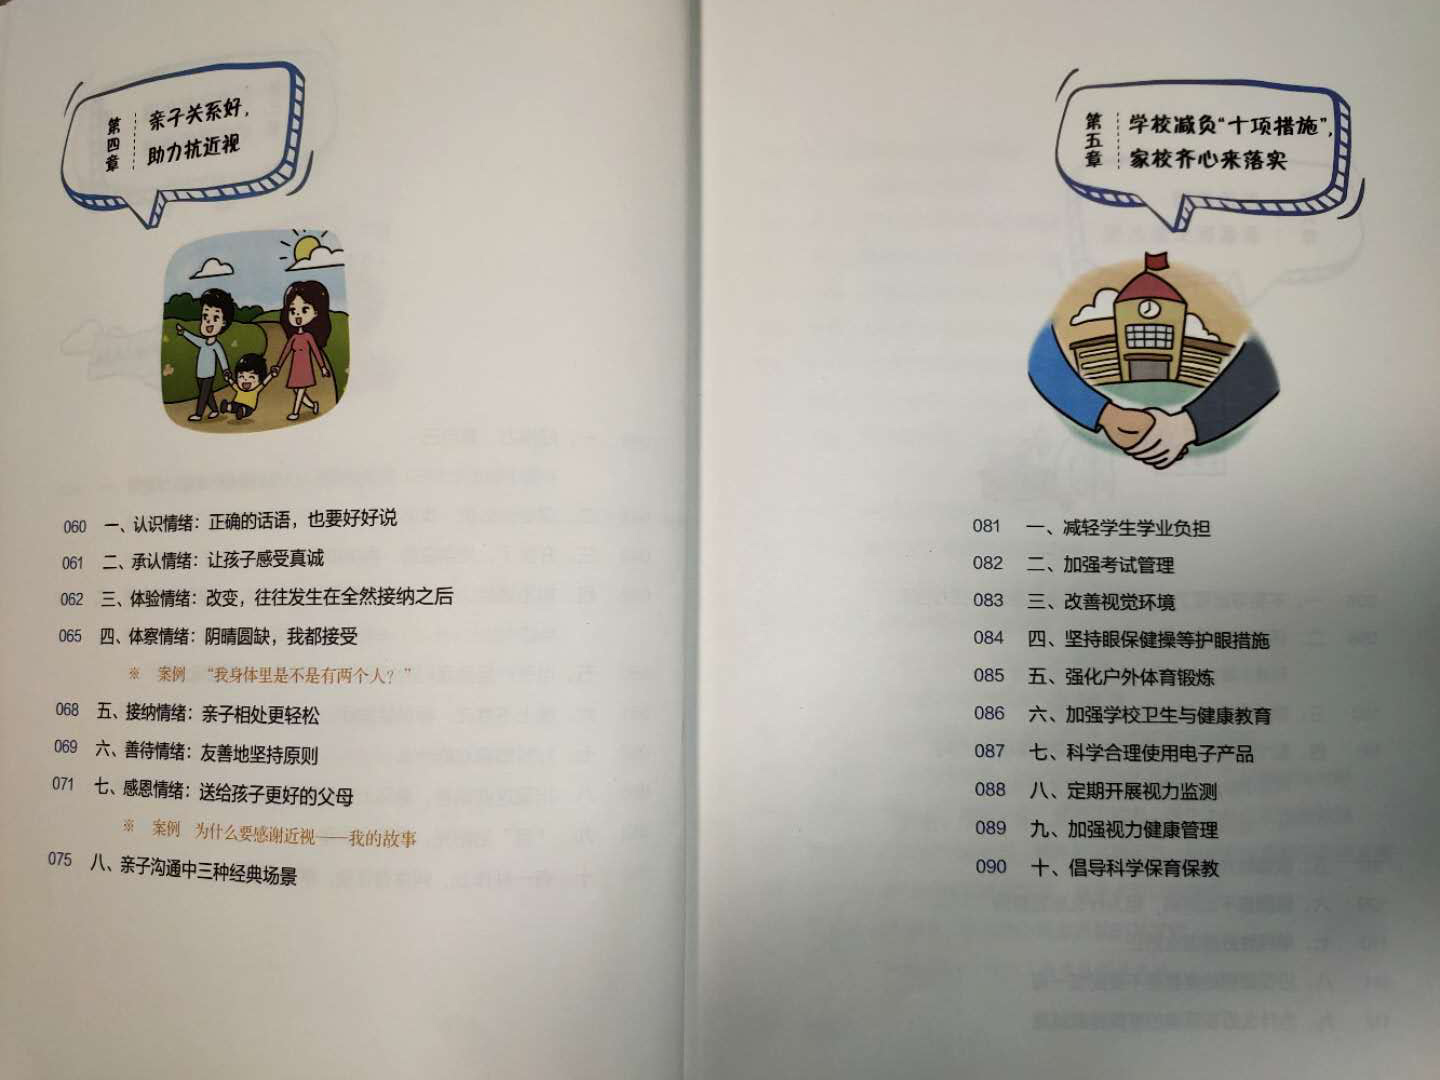 第四章
亲子关系好，
助力抗近视
060 一、认识情绪：正确的话语，也要好好说
061 二、承认情绪：让孩子感受真诚
062 三、体验情绪：改变，往往发生在全然接纳之后
065 四、体察情绪：阴晴圆缺，我都接受
※ 案例 “我身体里是不是有两个人？”
068 五、接纳情绪：亲子相处更轻松
069 六、善待情绪：友善地坚持原则
071 七、感恩情绪：送给孩子更好的父母
※ 案例 为什么要感谢近视——我的故事
075 八、亲子沟通中三种经典场景
第五章
学校减负“十项措施”，
家校齐心来落实
081 一、减轻学生学业负担
082 二、加强考试管理
083 三、改善视觉环境
084 四、坚持眼保健操等护眼措施
085 五、强化户外体育锻炼
086 六、加强学校卫生与健康教育
087 七、科学合理使用电子产品
088 八、定期开展视力监测
089 九、加强视力健康管理
090 十、倡导科学保育保教